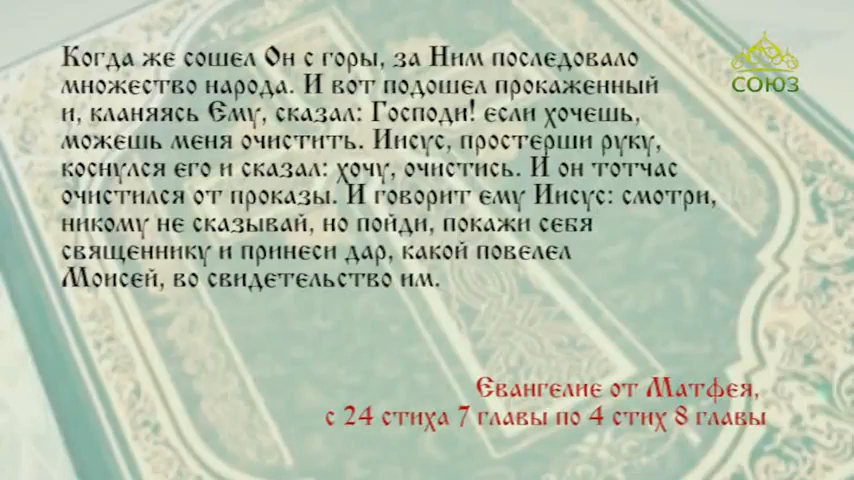 Когда же сошел Он с горы, за Ним последовало
множество народа. И вот подошел прокаженный
и, кланяясь Ему, сказал: Господи! если хочешь,
можешь меня очистить. Иисус, простерши руку,
коснулся его и сказал: хочу, очистись. И он тотчас
очистился от проказы. И говорит ему Иисус: смотри,
никому не сказывай, но пойди, покажи себя
священнику и принеси дар, какой повелел
Моисей, во свидетельство им.
Евангелие от Матфея,
с 24 стиха 7 главы по 4 стих 8 главы
СОЮЗ